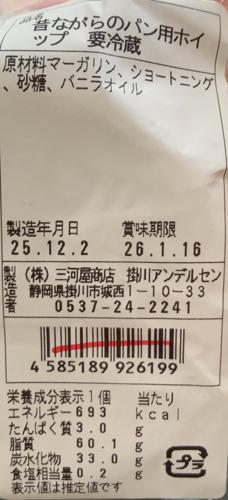 品名 昔ながらのパン用ホイ
ップ 要冷蔵
原材料マーガリン、ショートニング
、砂糖、バニラオイル
製造年月日 賞味期限
25.12.2 26.1.16
製造者 (株)三河屋商店 掛川アンデルセン
静岡県掛川市城西1-10-33
0537-24-2241
4 585189 926199
栄養成分表示1個 当たり
エネルギー693 kcal
たんぱく質3.0 g
脂質 60.1 g
炭水化物 33.0 g
食塩相当量0.2 g
表示値は推定値です
プラ